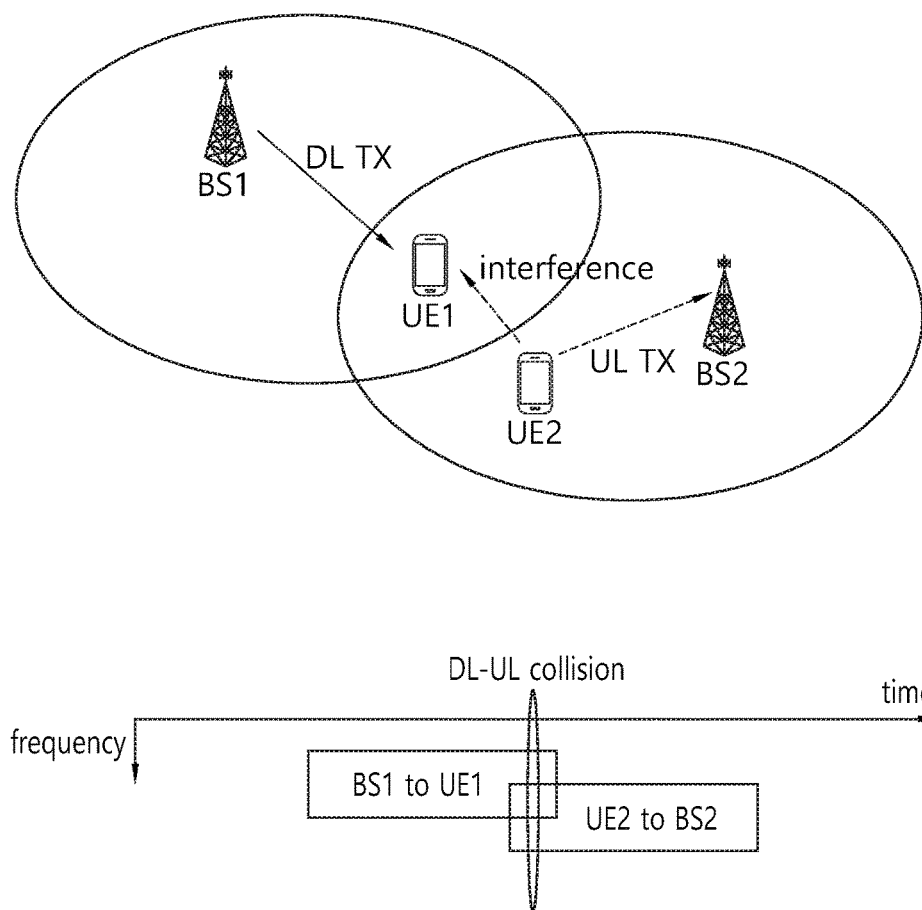 BS1
DL TX
interference
UE1
UL TX
BS2
UE2
DL-UL collision
time
frequency
BS1 to UE1
UE2 to BS2